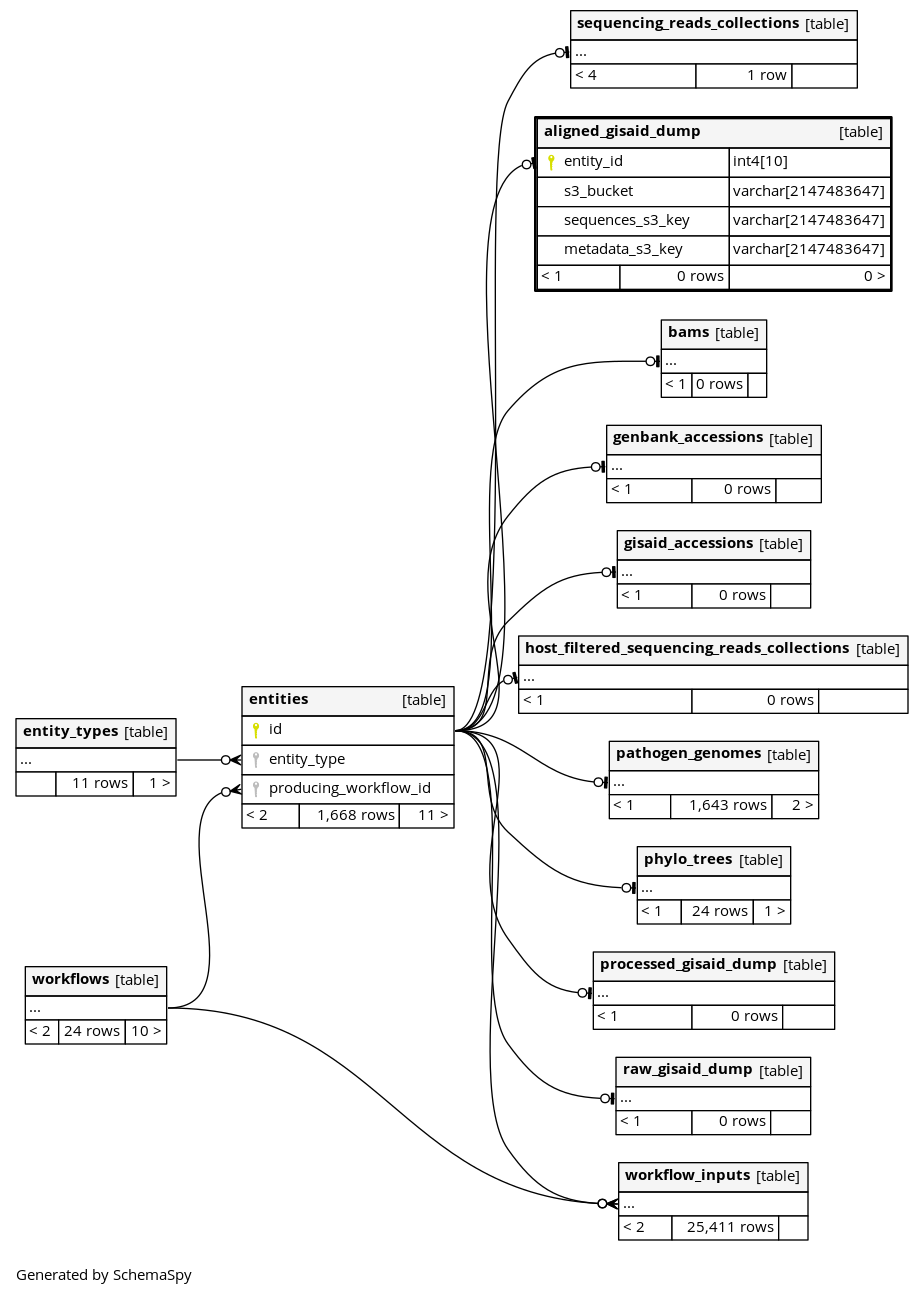 sequencing_reads_collections [table]
...
< 4 1 row
aligned_gisaid_dump [table]
entity_id int4[10]
s3_bucket varchar[2147483647]
sequences_s3_key varchar[2147483647]
metadata_s3_key varchar[2147483647]
< 1 0 rows 0 >
bams [table]
...
< 1 0 rows
genbank_accessions [table]
...
< 1 0 rows
gisaid_accessions [table]
...
< 1 0 rows
host_filtered_sequencing_reads_collections [table]
...
< 1 0 rows
entities [table]
id
entity_type
producing_workflow_id
< 2 1,668 rows 11 >
entity_types [table]
...
11 rows 1 >
pathogen_genomes [table]
...
< 1 1,643 rows 2 >
phylo_trees [table]
...
< 1 24 rows 1 >
processed_gisaid_dump [table]
...
< 1 0 rows
workflows [table]
...
< 2 24 rows 10 >
raw_gisaid_dump [table]
...
< 1 0 rows
workflow_inputs [table]
...
< 2 25,411 rows
Generated by SchemaSpy